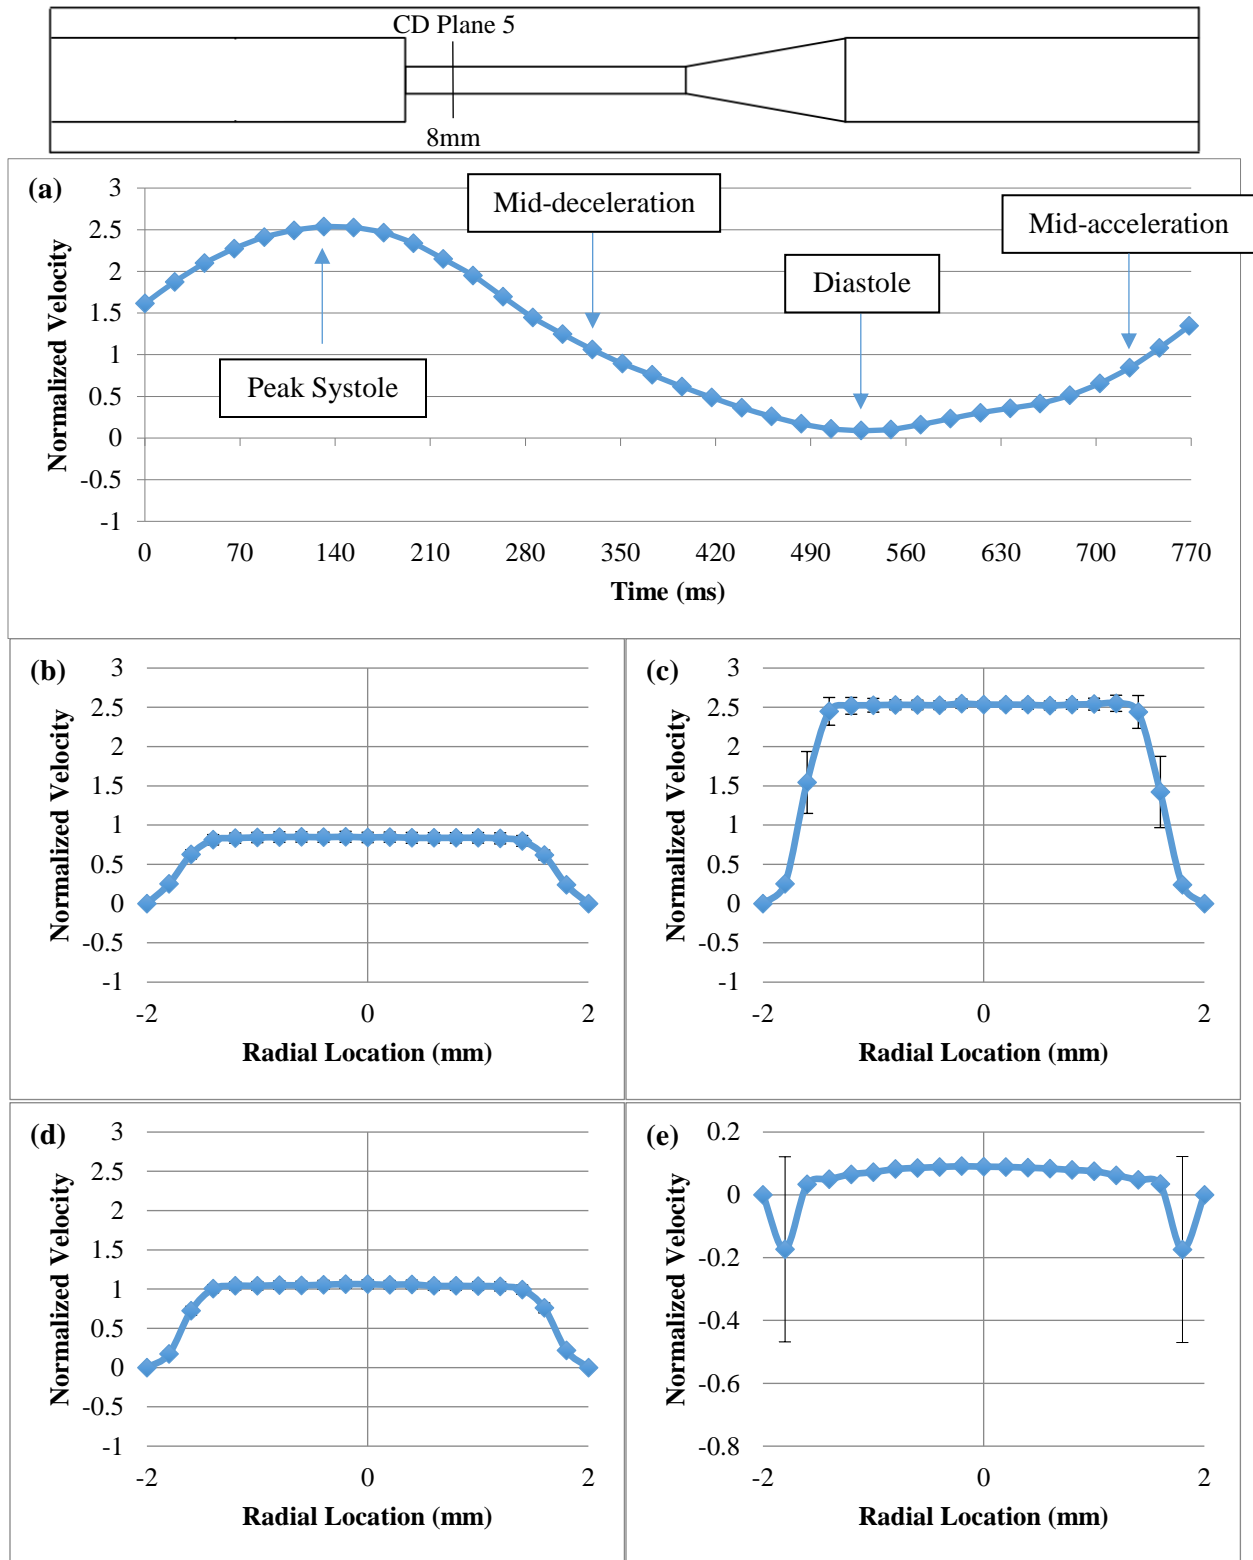 CD Plane 5
8mm
(a)
Normalized Velocity
3
2.5
2
1.5
1
0.5
0
-0.5
-1
Peak Systole
Mid-deceleration
Diastole
Mid-acceleration
0 70 140 210 280 350 420 490 560 630 700 770
Time (ms)
(b)
Normalized Velocity
3
2.5
2
1.5
1
0.5
0
-0.5
-1
-2 0 2
Radial Location (mm)
(c)
Normalized Velocity
3
2.5
2
1.5
1
0.5
0
-0.5
-1
-2 0 2
Radial Location (mm)
(d)
Normalized Velocity
3
2.5
2
1.5
1
0.5
0
-0.5
-1
-2 0 2
Radial Location (mm)
(e)
Normalized Velocity
0.2
0
-0.2
-0.4
-0.6
-0.8
-2 0 2
Radial Location (mm)